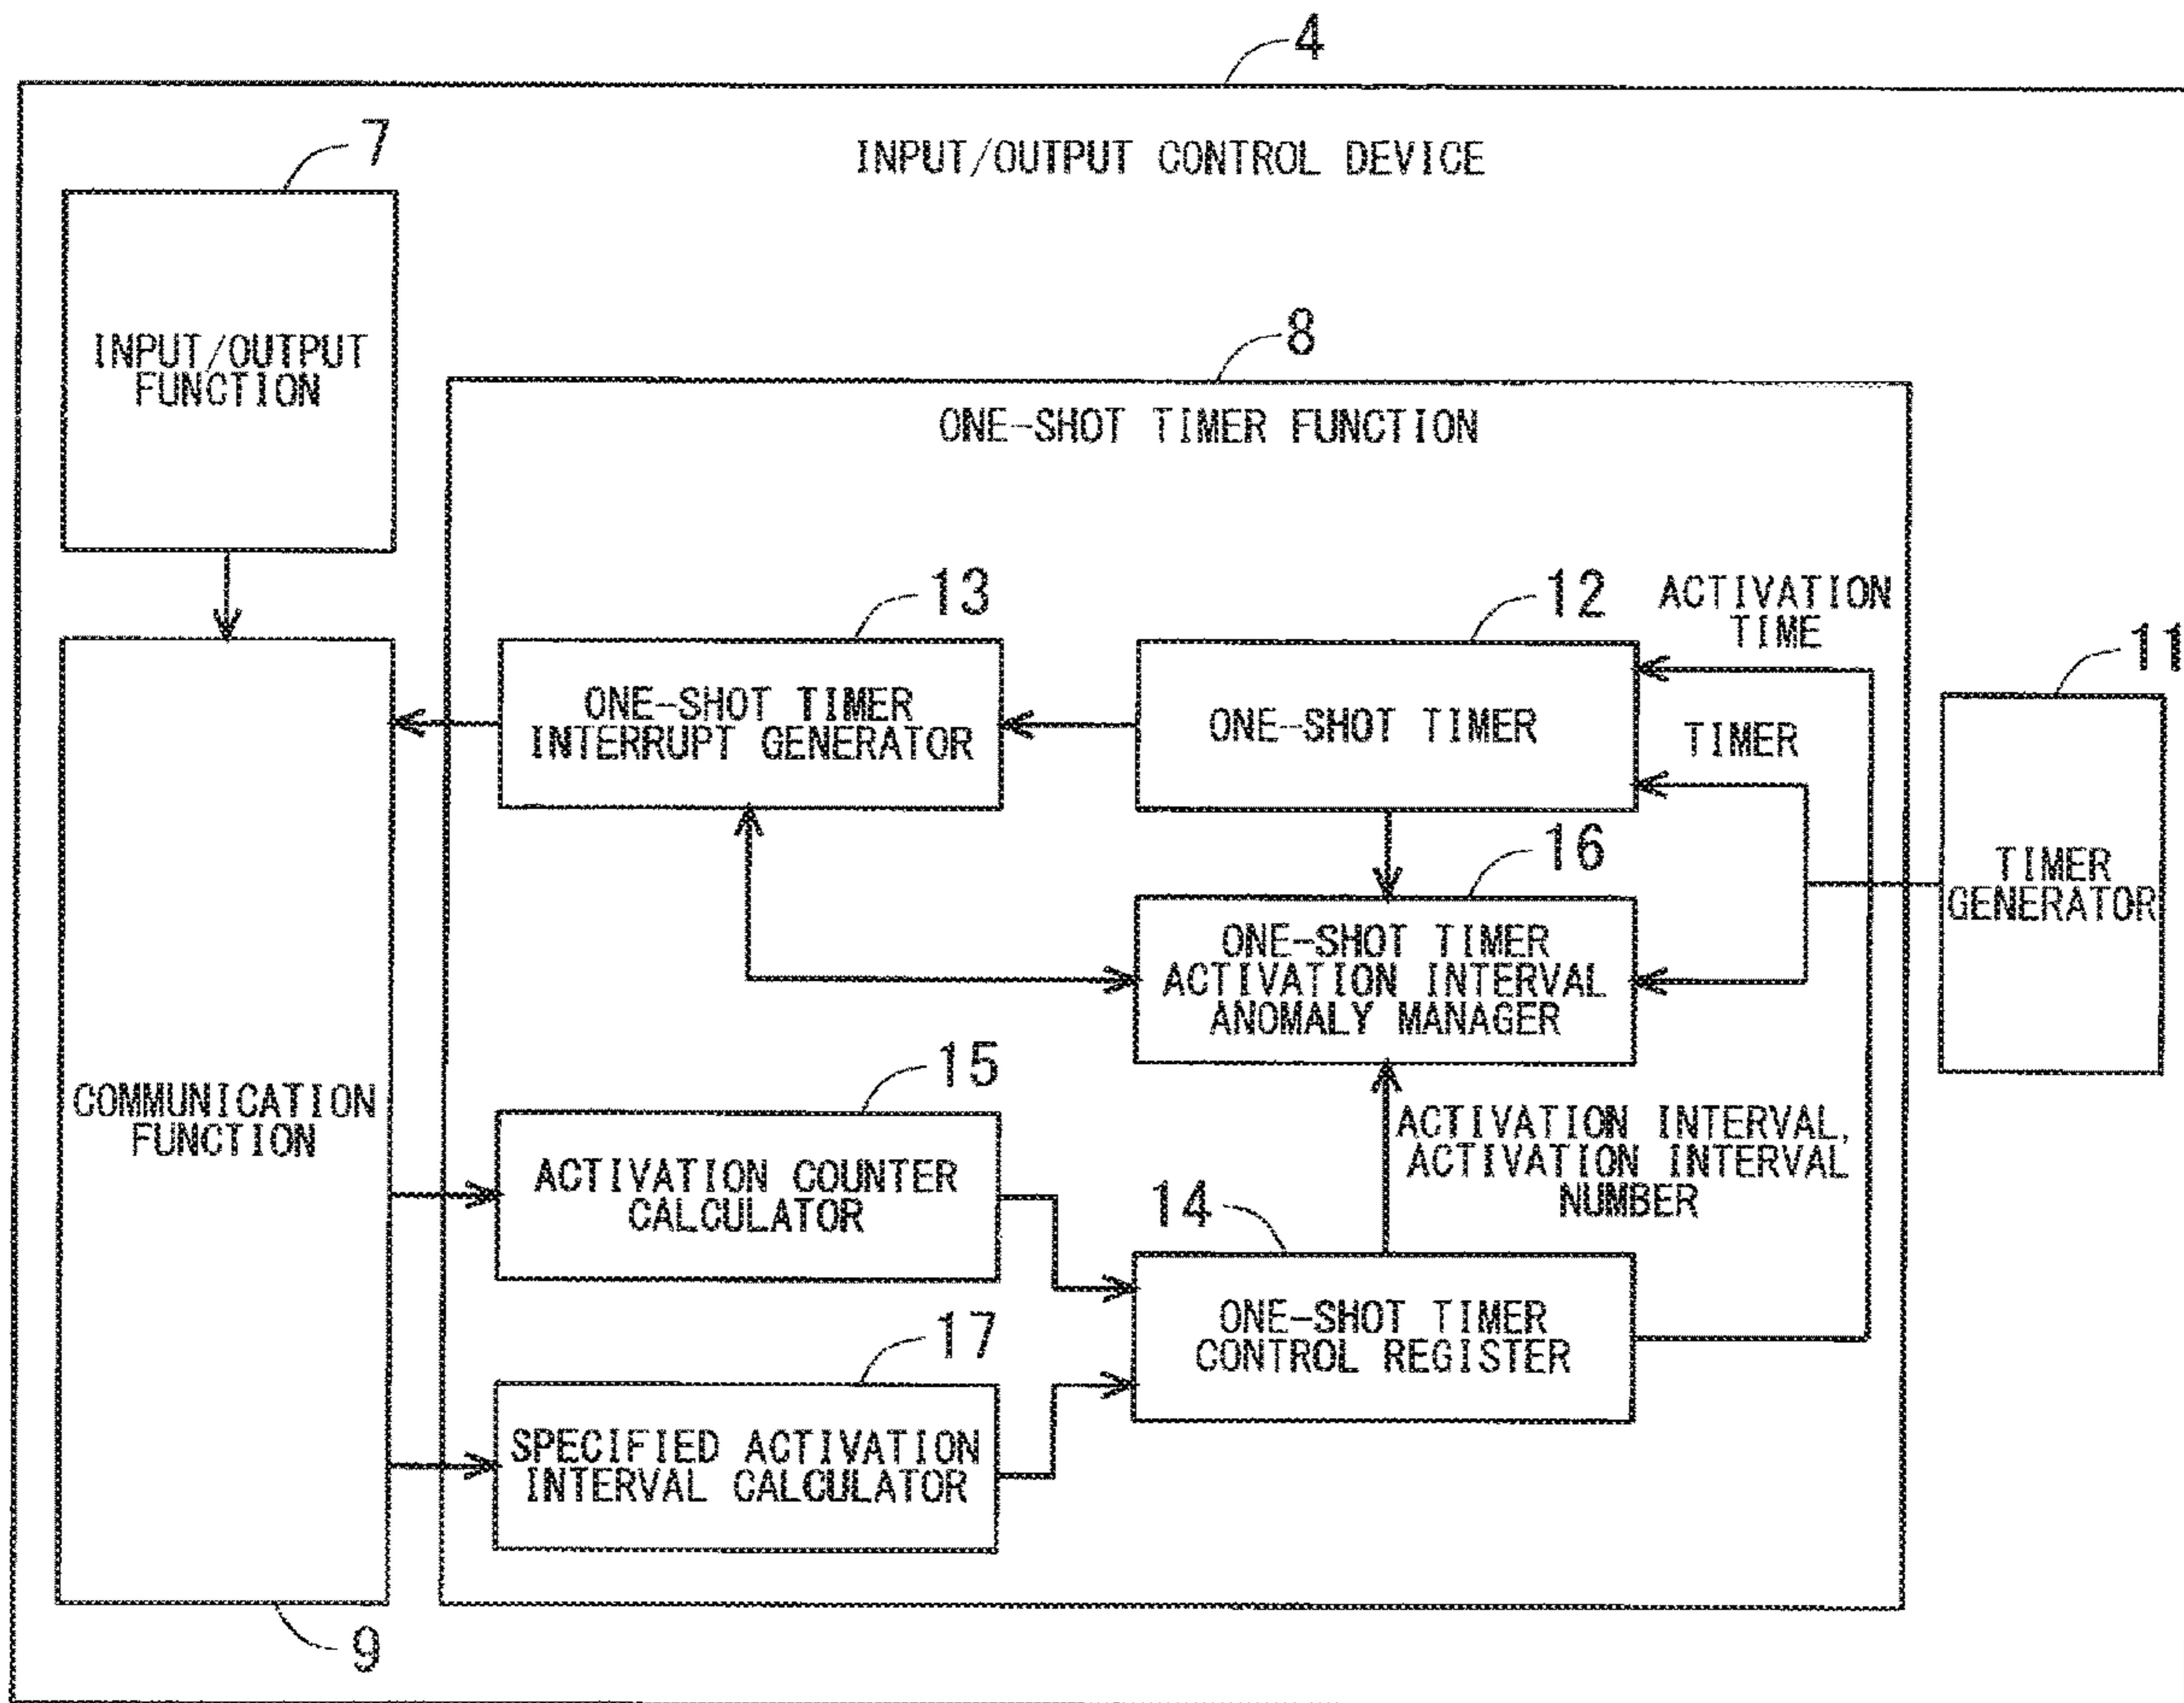 4
INPUT/OUTPUT CONTROL DEVICE
7
INPUT/OUTPUT
FUNCTION
8
ONE-SHOT TIMER FUNCTION
13
ONE-SHOT TIMER
INTERRUPT GENERATOR
12
ONE-SHOT TIMER
ACTIVATION
TIME
TIMER
11
TIMER
GENERATOR
16
ONE-SHOT TIMER
ACTIVATION INTERVAL
ANOMALY MANAGER
COMMUNICATION
FUNCTION
9
15
ACTIVATION COUNTER
CALCULATOR
ACTIVATION INTERVAL,
ACTIVATION INTERVAL
NUMBER
14
ONE-SHOT TIMER
CONTROL REGISTER
17
SPECIFIED ACTIVATION
INTERVAL CALCULATOR